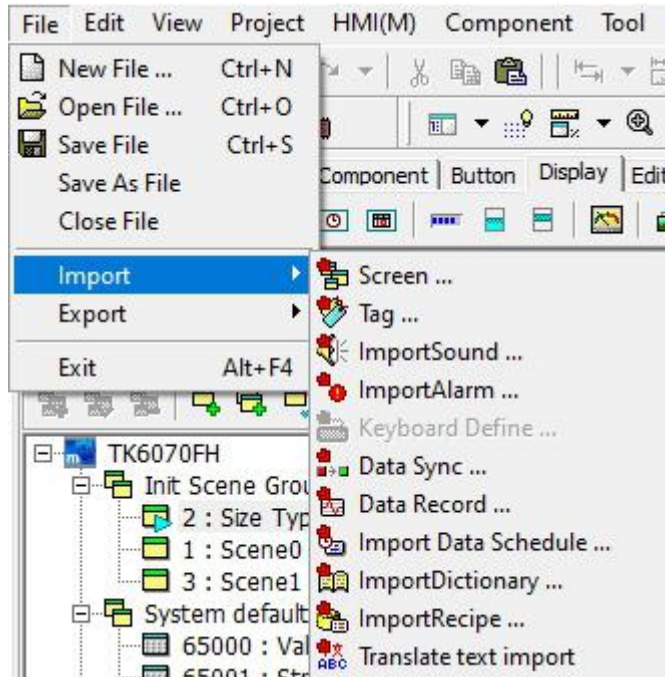 File Edit View Project HMI(M) Component Tool
New File ... Ctrl+N
Open File ... Ctrl+O
Save File Ctrl+S
Save As File
Close File
Import
Export
Exit Alt+F4
Component Button Display Edit
Screen ...
Tag ...
ImportSound ...
ImportAlarm ...
Keyboard Define ...
Data Sync ...
Data Record ...
Import Data Schedule ...
ImportDictionary ...
ImportRecipe ...
Translate text import
TK6070FH
Init Scene Grou
2 : Size Typ
1 : Scene0
3 : Scene1
System default
65000 : Val
65001 : Str